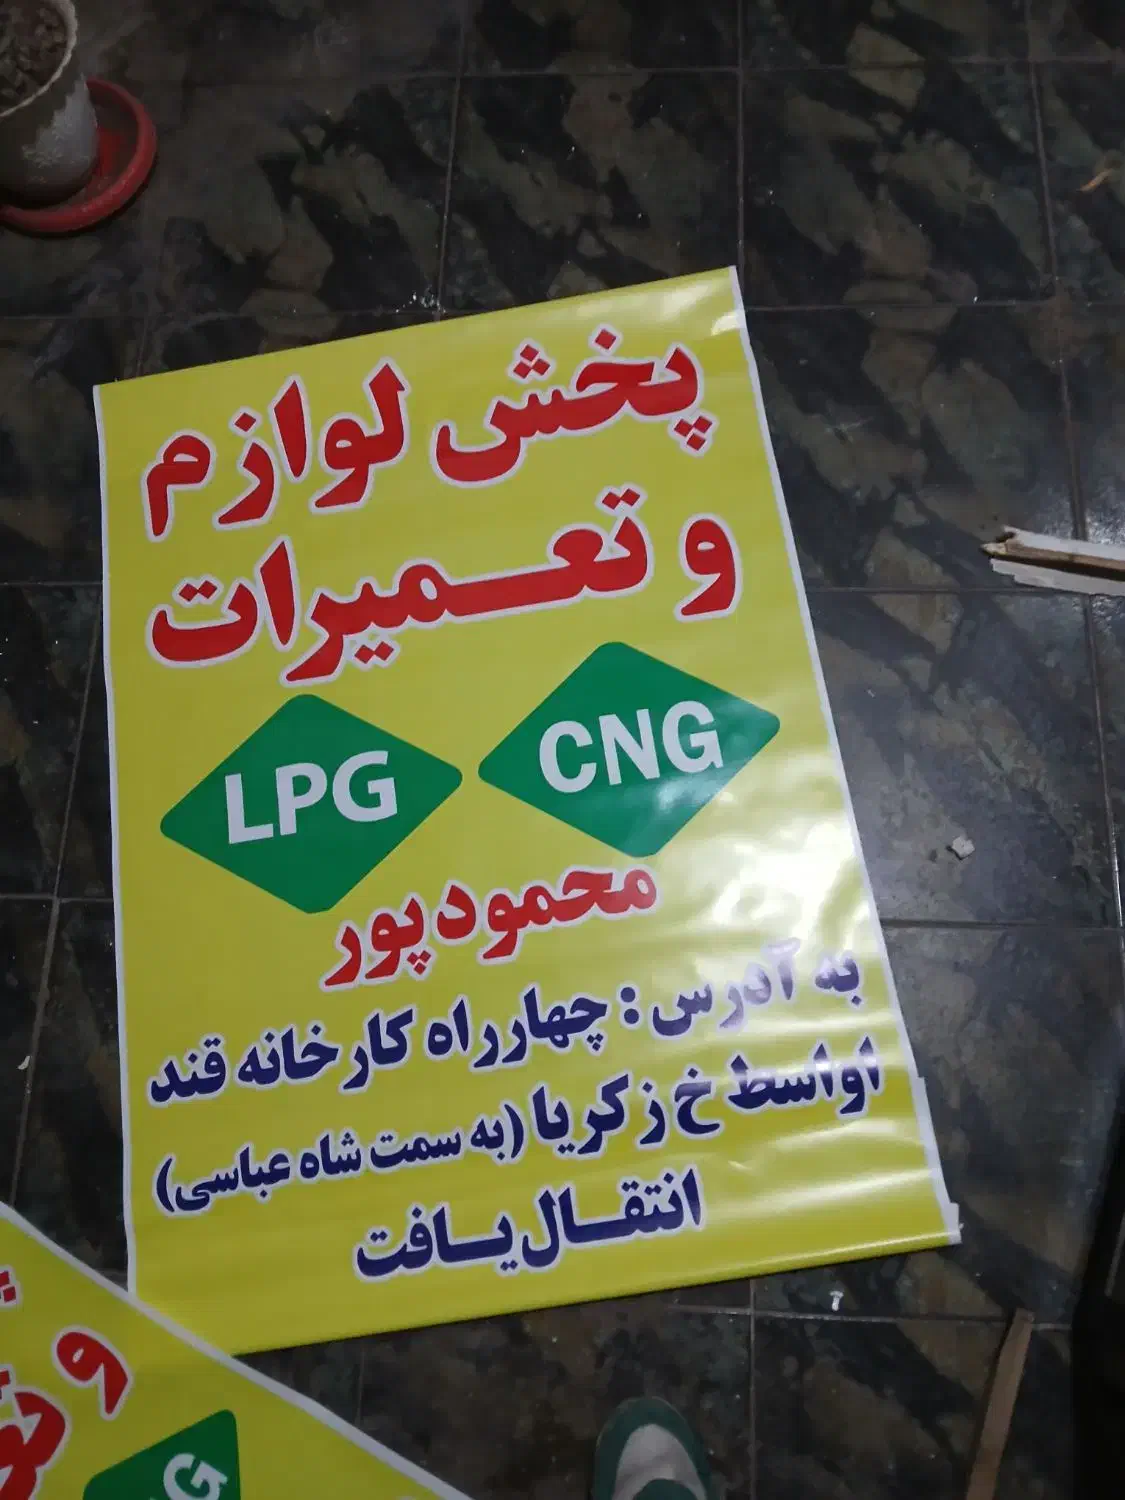 پخش لوازم
و تعمیرات
LPG CNG
محمودپور
به آدرس : چهارراه کارخانه قند
اواسط خ زکریا (به سمت شاه عباسی)
انتقال یافت
و